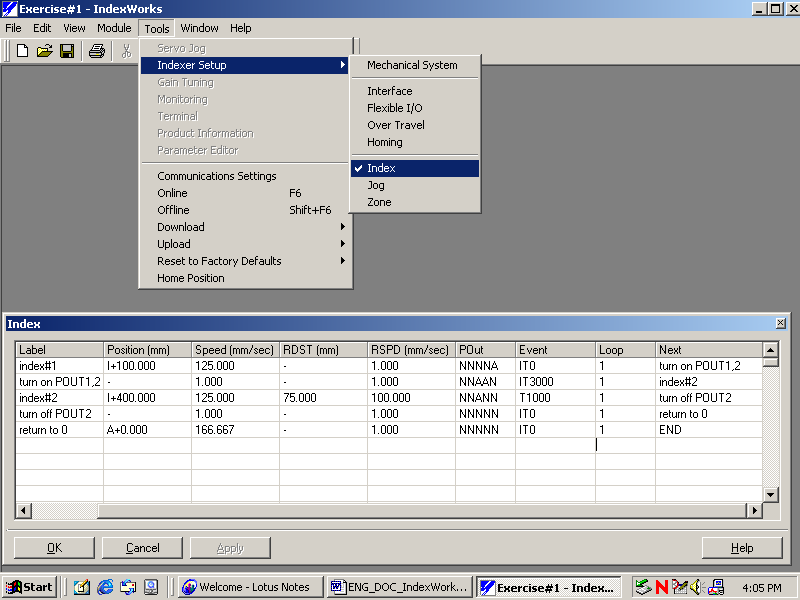 Exercise#1 - IndexWorks
File Edit View Module Tools Window Help
Servo Jog
Indexer Setup
Gain Tuning
Monitoring
Terminal
Product Information
Parameter Editor
Communications Settings
Online F6
Offline Shift+F6
Download
Upload
Reset to Factory Defaults
Home Position
Mechanical System
Interface
Flexible I/O
Over Travel
Homing
Index
Jog
Zone
Index
Label Position (mm) Speed (mm/sec) RDST (mm) RSPD (mm/sec) POut Event Loop Next
index#1 I+100.000 125.000 - 1.000 NNNNA IT0 1 turn on POUT1,2
turn on POUT1,2 - 1.000 - 1.000 NNAAN IT3000 1 index#2
index#2 I+400.000 125.000 75.000 100.000 NNANN T1000 1 turn off POUT2
turn off POUT2 - 1.000 - 1.000 NNNNN IT0 1 return to 0
return to 0 A+0.000 166.667 - 1.000 NNNNN IT0 1 END
OK Cancel Apply Help
Start Welcome - Lotus Notes ENG_DOC_IndexWork... Exercise#1 - Index... N 4:05 PM